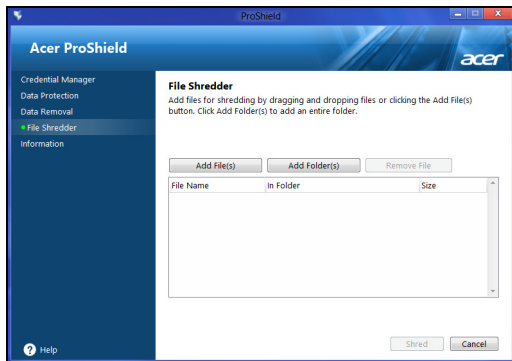 ProShield
Acer ProShield
acer
Credential Manager
Data Protection
Data Removal
File Shredder
Information
Help
File Shredder
Add files for shredding by dragging and dropping files or clicking the Add File(s)
button. Click Add Folder(s) to add an entire folder.
Add File(s) Add Folder(s) Remove File
File Name In Folder Size
Shred Cancel